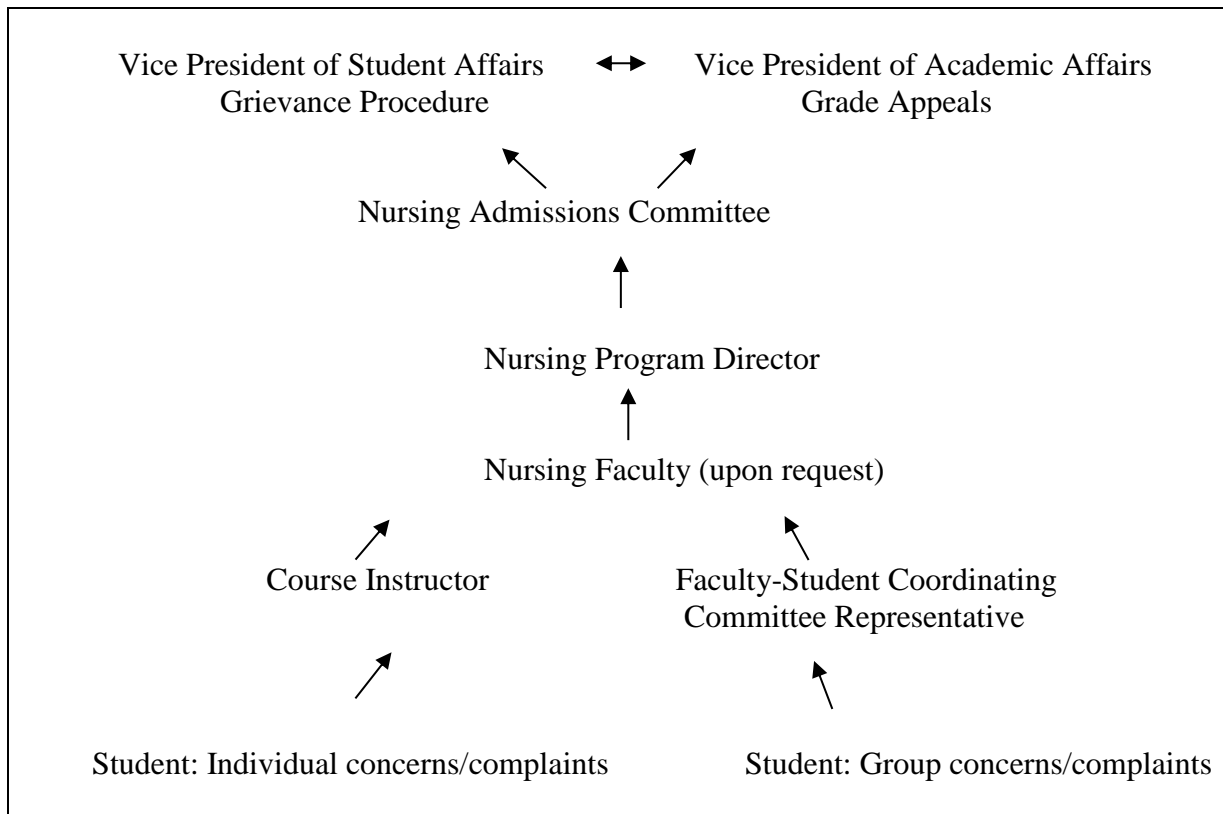 Vice President of Student Affairs
Grievance Procedure
Vice President of Academic Affairs
Grade Appeals
Nursing Admissions Committee
Nursing Program Director
Nursing Faculty (upon request)
Course Instructor
Faculty-Student Coordinating
Committee Representative
Student: Individual concerns/complaints
Student: Group concerns/complaints